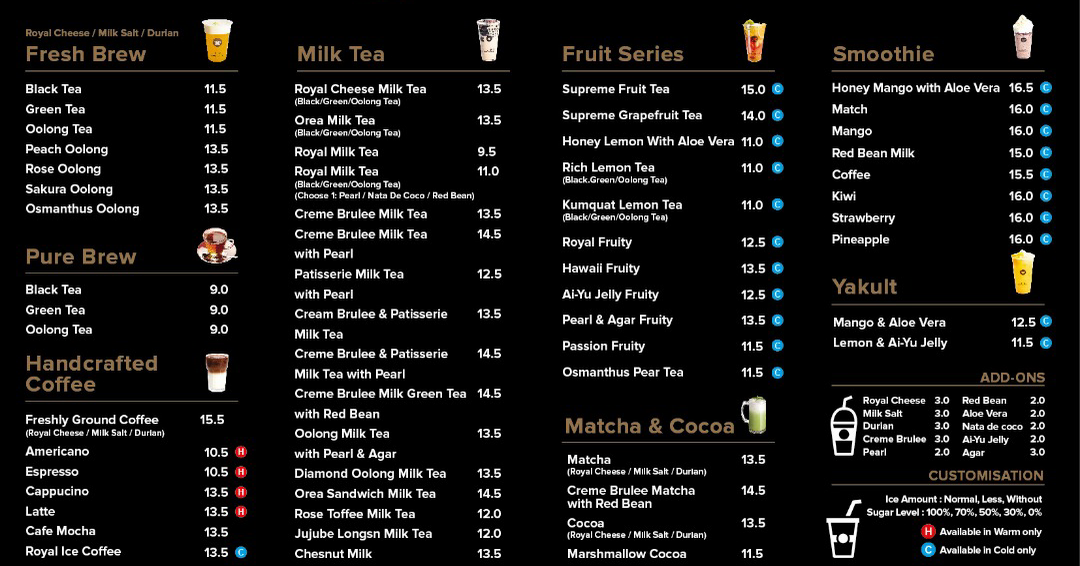 Royal Cheese / Milk Salt / Durian
Fresh Brew
Black Tea 11.5
Green Tea 11.5
Oolong Tea 11.5
Peach Oolong 13.5
Rose Oolong 13.5
Sakura Oolong 13.5
Osmanthus Oolong 13.5
Pure Brew
Black Tea 9.0
Green Tea 9.0
Oolong Tea 9.0
Handcrafted
Coffee
Freshly Ground Coffee 15.5
(Royal Cheese / Milk Salt / Durian)
Americano 10.5 H
Espresso 10.5 H
Cappucino 13.5 H
Latte 13.5 H
Cafe Mocha 13.5
Royal Ice Coffee 13.5 C
Milk Tea
Royal Cheese Milk Tea 13.5
(Black/Green/Oolong Tea)
Orea Milk Tea 13.5
(Black/Green/Oolong Tea)
Royal Milk Tea 9.5
Royal Milk Tea 11.0
(Black/Green/Oolong Tea)
(Choose 1: Pearl / Nata De Coco / Red Bean)
Creme Brulee Milk Tea 13.5
Creme Brulee Milk Tea 14.5
with Pearl
Patisserie Milk Tea 12.5
with Pearl
Cream Brulee & Patisserie 13.5
Milk Tea
Creme Brulee & Patisserie 14.5
Milk Tea with Pearl
Creme Brulee Milk Green Tea 14.5
with Red Bean
Oolong Milk Tea 13.5
with Pearl & Agar
Diamond Oolong Milk Tea 13.5
Orea Sandwich Milk Tea 14.5
Rose Toffee Milk Tea 12.0
Jujube Longsn Milk Tea 12.0
Chesnut Milk 13.5
Fruit Series
Supreme Fruit Tea 15.0 C
Supreme Grapefruit Tea 14.0 C
Honey Lemon With Aloe Vera 11.0 C
Rich Lemon Tea 11.0 C
(Black.Green/Oolong Tea)
Kumquat Lemon Tea 11.0 C
(Black/Green/Oolong Tea)
Royal Fruity 12.5 C
Hawaii Fruity 13.5 C
Ai-Yu Jelly Fruity 12.5 C
Pearl & Agar Fruity 13.5 C
Passion Fruity 11.5 C
Osmanthus Pear Tea 11.5 C
Matcha & Cocoa
Matcha 13.5
(Royal Cheese / Milk Salt / Durian)
Creme Brulee Matcha 14.5
with Red Bean
Cocoa 13.5
(Royal Cheese / Milk Salt / Durian)
Marshmallow Cocoa 11.5
Smoothie
Honey Mango with Aloe Vera 16.5 C
Match 16.0 C
Mango 16.0 C
Red Bean Milk 15.0 C
Coffee 15.5 C
Kiwi 16.0 C
Strawberry 16.0 C
Pineapple 16.0 C
Yakult
Mango & Aloe Vera 12.5 C
Lemon & Ai-Yu Jelly 11.5 C
ADD-ONS
Royal Cheese 3.0 Red Bean 2.0
Milk Salt 3.0 Aloe Vera 2.0
Durian 3.0 Nata de coco 2.0
Creme Brulee 3.0 Ai-Yu Jelly 2.0
Pearl 2.0 Agar 3.0
CUSTOMISATION
Ice Amount : Normal, Less, Without
Sugar Level : 100%, 70%, 50%, 30%, 0%
H Available in Warm only
C Available in Cold only